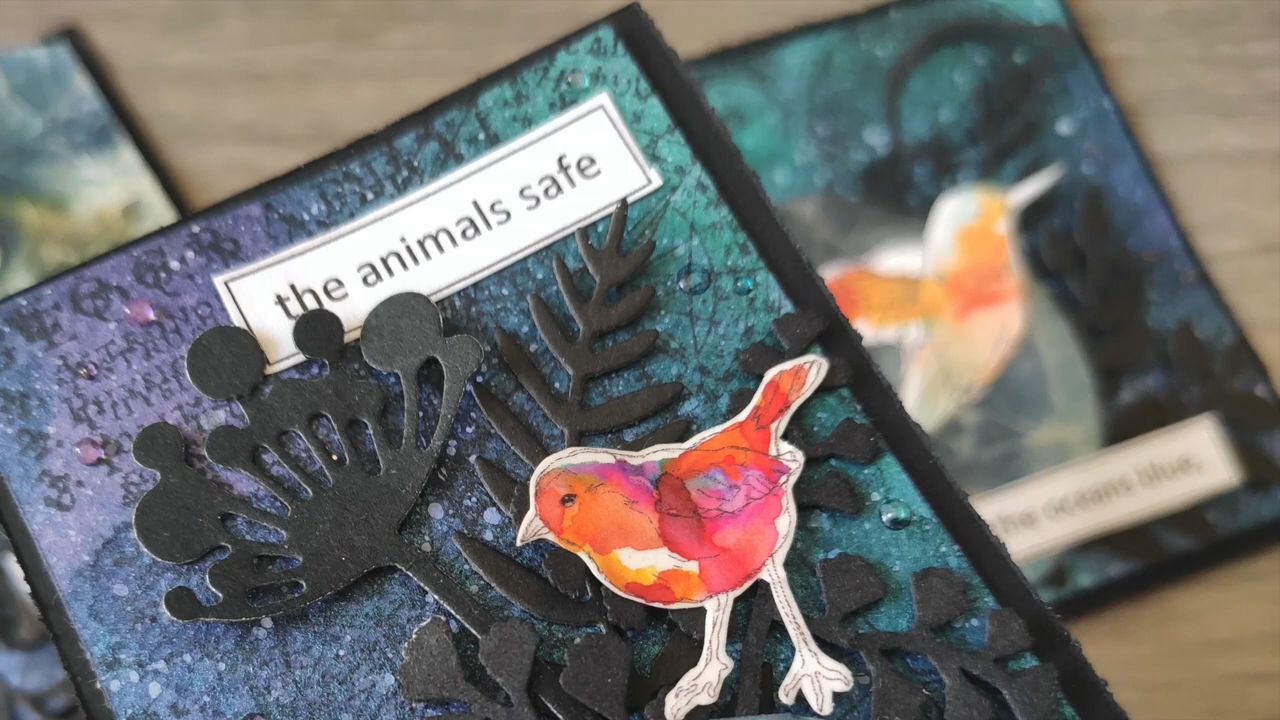 the animals safe
the oceans blue,